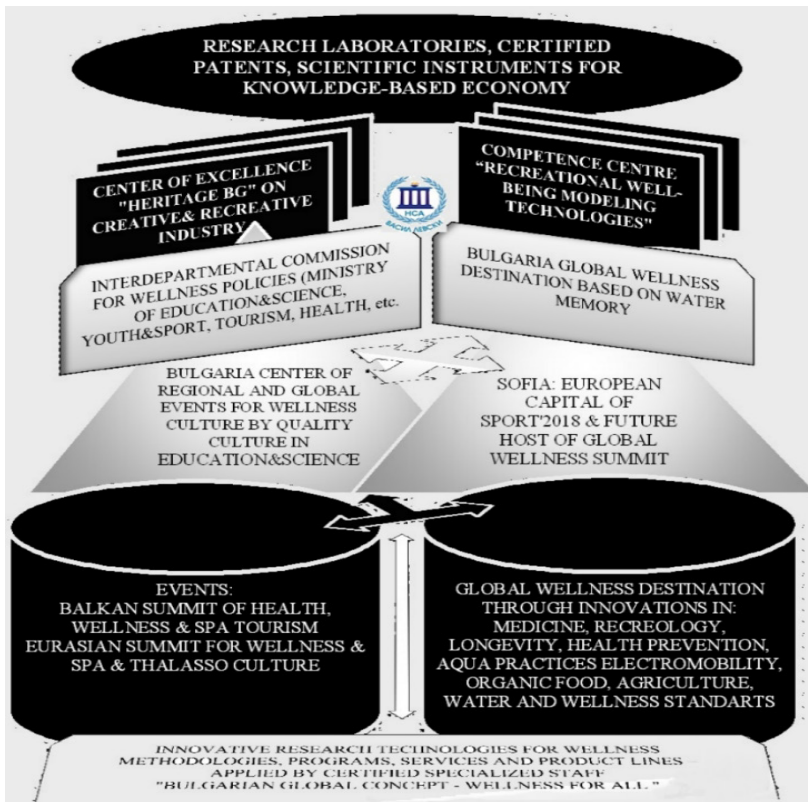 RESEARCH LABORATORIES, CERTIFIED
PATENTS, SCIENTIFIC INSTRUMENTS FOR
KNOWLEDGE-BASED ECONOMY
CENTER OF EXCELLENCE
"HERITAGE BG" ON
CREATIVE& RECREATIVE
INDUSTRY
COMPETENCE CENTRE
"RECREATIONAL WELL-
BEING MODELING
TECHNOLOGIES"
НСА
ВАСИЛ ЛЕВСКИ
INTERDEPARTMENTAL COMMISSION
FOR WELLNESS POLICIES (MINISTRY
OF EDUCATION&SCIENCE,
YOUTH&SPORT, TOURISM, HEALTH, etc.
BULGARIA GLOBAL WELLNESS
DESTINATION BASED ON WATER
MEMORY
BULGARIA CENTER OF
REGIONAL AND GLOBAL
EVENTS FOR WELLNESS
CULTURE BY QUALITY
CULTURE IN
EDUCATION&SCIENCE
SOFIA: EUROPEAN
CAPITAL OF
SPORT'2018 & FUTURE
HOST OF GLOBAL
WELLNESS SUMMIT
EVENTS:
BALKAN SUMMIT OF HEALTH,
WELLNESS & SPA TOURISM
EURASIAN SUMMIT FOR WELLNESS &
SPA & THALASSO CULTURE
GLOBAL WELLNESS DESTINATION
THROUGH INNOVATIONS IN:
MEDICINE, RECREOLOGY,
LONGEVITY, HEALTH PREVENTION,
AQUA PRACTICES ELECTROMOBILITY,
ORGANIC FOOD, AGRICULTURE,
WATER AND WELLNESS STANDARTS
INNOVATIVE RESEARCH TECHNOLOGIES FOR WELLNESS
METHODOLOGIES, PROGRAMS, SERVICES AND PRODUCT LINES
APPLIED BY CERTIFIED SPECIALIZED STAFF
"BULGARIAN GLOBAL CONCEPT - WELLNESS FOR ALL "